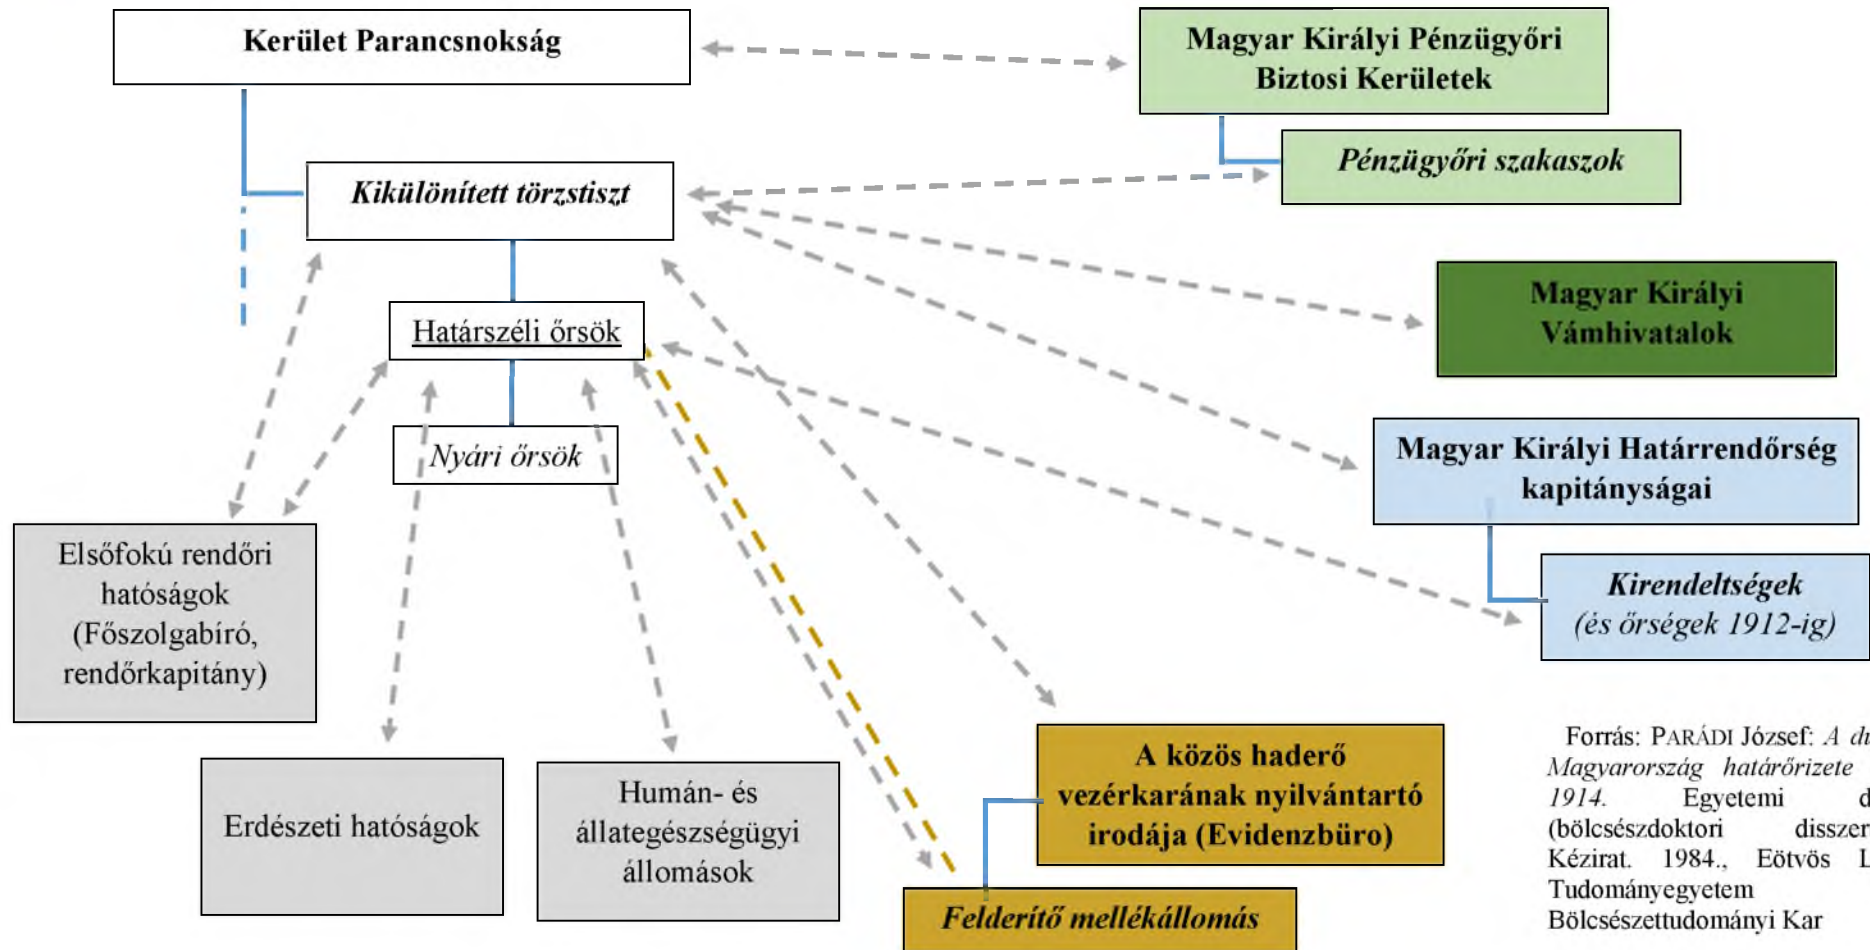 Kerület Parancsnokság
Magyar Királyi Pénzügyőri
Biztosi Kerületek
Pénzügyőri szakaszok
Kikülönített törzstiszt
Magyar Királyi
Vámhivatalok
Határszéli őrsök
Nyári őrsök
Magyar Királyi Határrendőrség
kapitányságai
Kirendeltségek
(és őrségek 1912-ig)
Elsőfokú rendőri
hatóságok
(Főszolgabíró,
rendőrkapitány)
Erdészeti hatóságok
Humán- és
állategészségügyi
állomások
A közös haderő
vezérkarának nyilvántartó
irodája (Evidenzbüro)
Felderítő mellékállomás
Forrás: PARÁDI József: A
Magyarország határőrizete
1914. Egyetemi
(bölcsészdoktori
Kézirat. 1984., Eötvös
Tudományegyetem
Bölcsészettudományi Kar